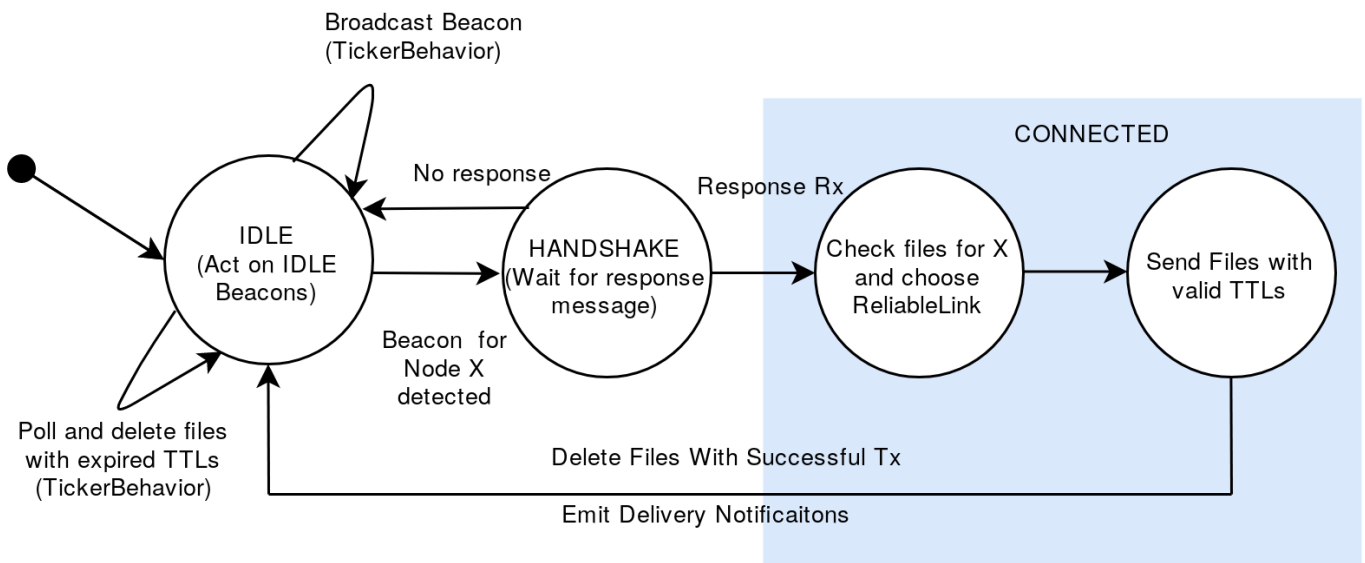 Broadcast Beacon
(TickerBehavior)
CONNECTED
No response
Response Rx
IDLE
(Act on IDLE
Beacons)
HANDSHAKE
(Wait for response
message)
Check files for X
and choose
ReliableLink
Send Files with
valid TTLs
Beacon for
Node X
detected
Poll and delete files
with expired TTLs
(TickerBehavior)
Delete Files With Successful Tx
Emit Delivery Notificaitons